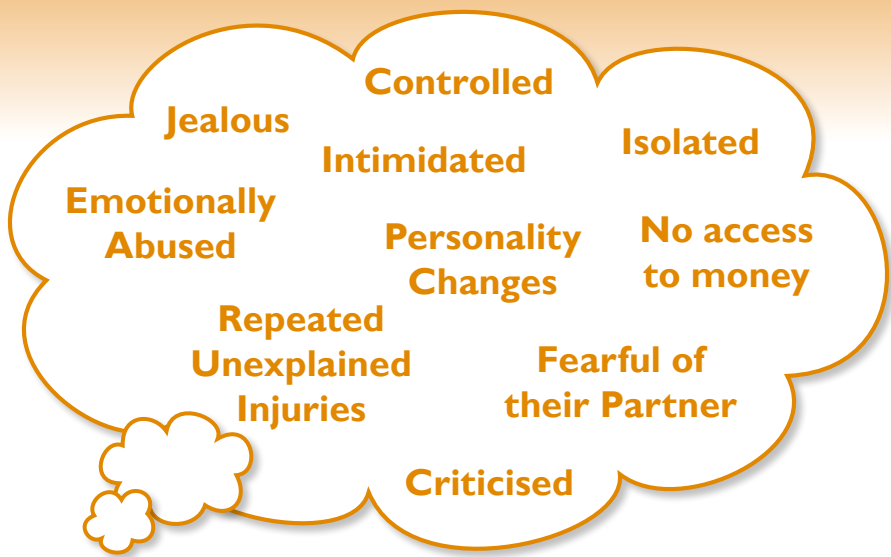 Controlled
Jealous
Intimidated
Isolated
Emotionally
Abused
Personality
Changes
No access
to money
Repeated
Unexplained
Injuries
Fearful of
their Partner
Criticised